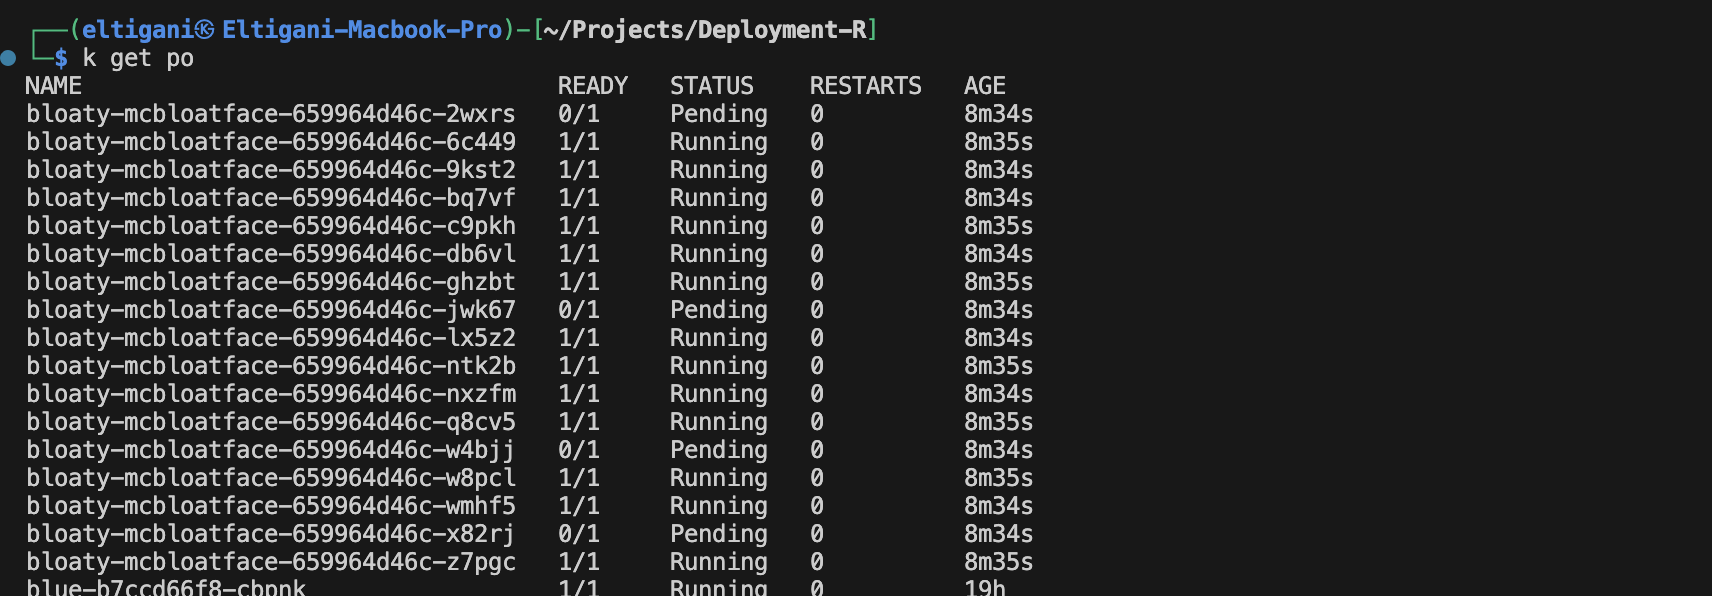 ┌──(eltigani㉿Eltigani-Macbook-Pro)-[~/Projects/Deployment-R]
└─$ k get po
NAME READY STATUS RESTARTS AGE
bloaty-mcbloatface-659964d46c-2wxrs 0/1 Pending 0 8m34s
bloaty-mcbloatface-659964d46c-6c449 1/1 Running 0 8m35s
bloaty-mcbloatface-659964d46c-9kst2 1/1 Running 0 8m34s
bloaty-mcbloatface-659964d46c-bq7vf 1/1 Running 0 8m34s
bloaty-mcbloatface-659964d46c-c9pkh 1/1 Running 0 8m35s
bloaty-mcbloatface-659964d46c-db6vl 1/1 Running 0 8m34s
bloaty-mcbloatface-659964d46c-ghzbt 1/1 Running 0 8m35s
bloaty-mcbloatface-659964d46c-jwk67 0/1 Pending 0 8m34s
bloaty-mcbloatface-659964d46c-lx5z2 1/1 Running 0 8m34s
bloaty-mcbloatface-659964d46c-ntk2b 1/1 Running 0 8m35s
bloaty-mcbloatface-659964d46c-nxzfm 1/1 Running 0 8m34s
bloaty-mcbloatface-659964d46c-q8cv5 1/1 Running 0 8m35s
bloaty-mcbloatface-659964d46c-w4bjj 0/1 Pending 0 8m34s
bloaty-mcbloatface-659964d46c-w8pcl 1/1 Running 0 8m35s
bloaty-mcbloatface-659964d46c-wmhf5 1/1 Running 0 8m34s
bloaty-mcbloatface-659964d46c-x82rj 0/1 Pending 0 8m34s
bloaty-mcbloatface-659964d46c-z7pgc 1/1 Running 0 8m35s
blue-b7ccd66f8-cbpnk 1/1 Running 0 19h